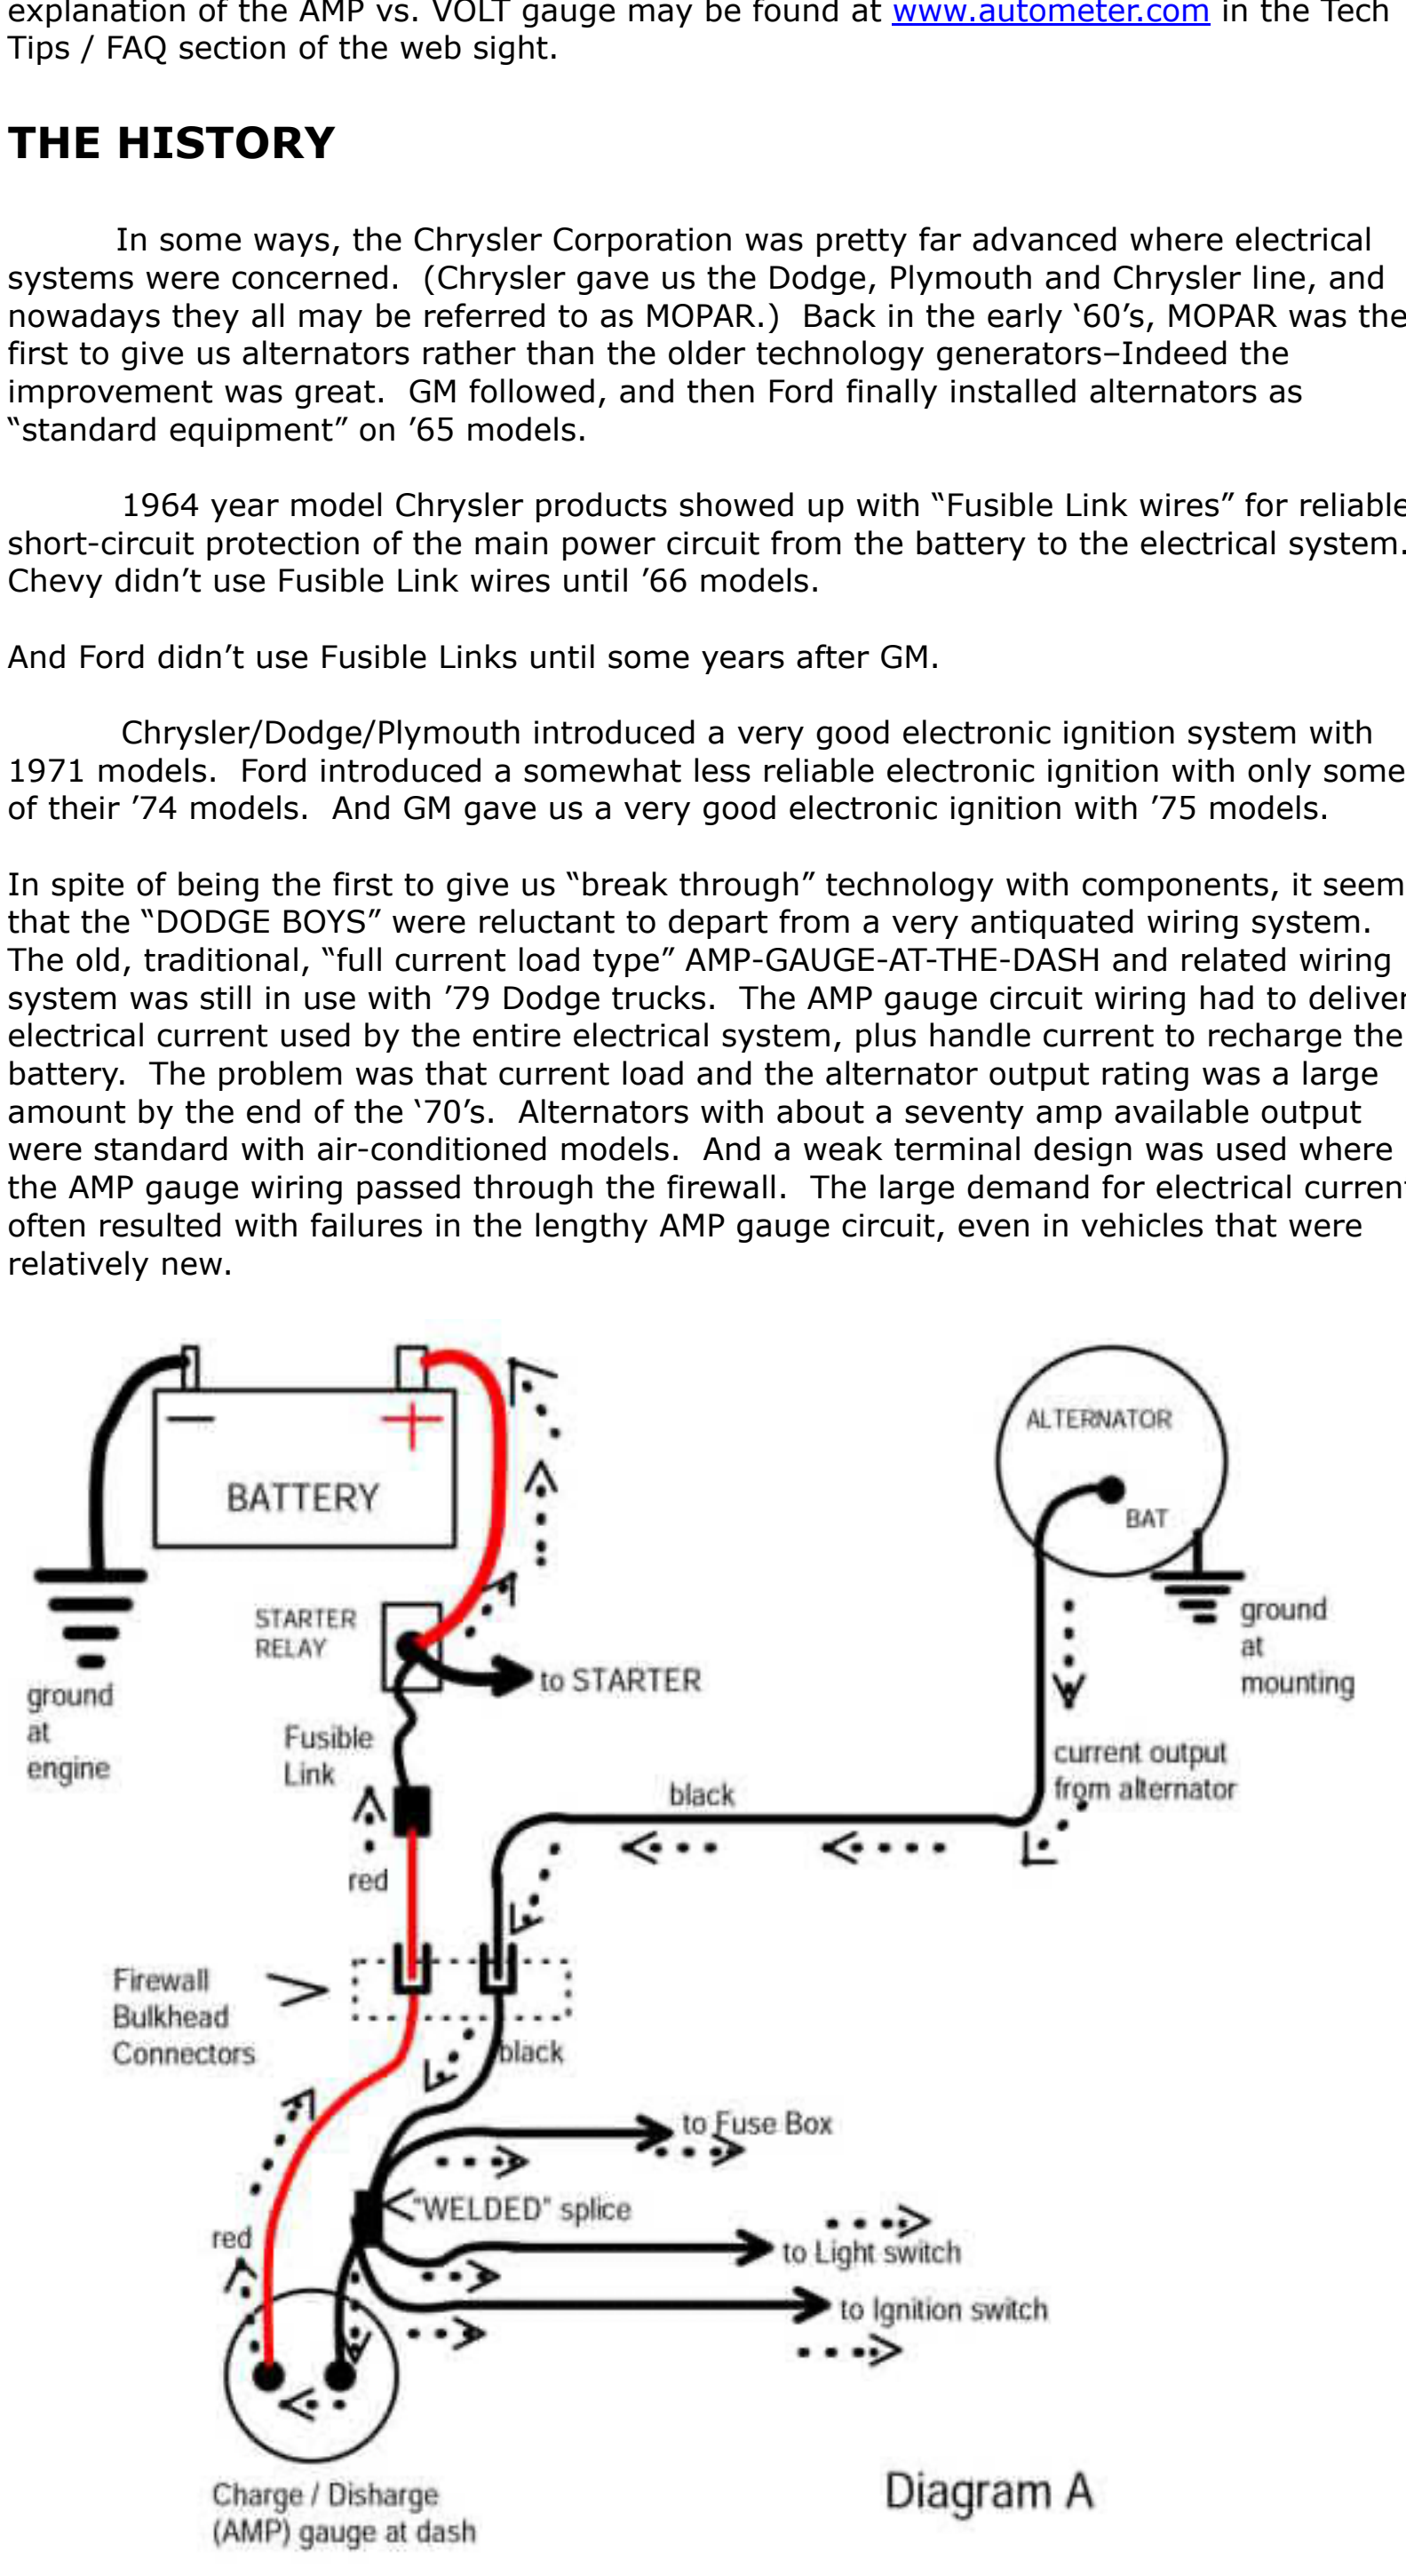 explanation of the AMP vs. VOLT gauge may be found at www.autometer.com in the Tech
Tips / FAQ section of the web sight.
THE HISTORY
In some ways, the Chrysler Corporation was pretty far advanced where electrical
systems were concerned.  (Chrysler gave us the Dodge, Plymouth and Chrysler line, and
nowadays they all may be referred to as MOPAR.)  Back in the early ‘60’s, MOPAR was the
first to give us alternators rather than the older technology generators–Indeed the
improvement was great.  GM followed, and then Ford finally installed alternators as
“standard equipment” on ’65 models.
1964 year model Chrysler products showed up with “Fusible Link wires” for reliable
short-circuit protection of the main power circuit from the battery to the electrical system.
Chevy didn’t use Fusible Link wires until ’66 models.
And Ford didn’t use Fusible Links until some years after GM.
Chrysler/Dodge/Plymouth introduced a very good electronic ignition system with
1971 models.  Ford introduced a somewhat less reliable electronic ignition with only some
of their ’74 models.  And GM gave us a very good electronic ignition with ’75 models.
In spite of being the first to give us “break through” technology with components, it seem
that the “DODGE BOYS” were reluctant to depart from a very antiquated wiring system.
The old, traditional, “full current load type” AMP-GAUGE-AT-THE-DASH and related wiring
system was still in use with ’79 Dodge trucks.  The AMP gauge circuit wiring had to deliver
electrical current used by the entire electrical system, plus handle current to recharge the
battery.  The problem was that current load and the alternator output rating was a large
amount by the end of the ‘70’s.  Alternators with about a seventy amp available output
were standard with air-conditioned models.  And a weak terminal design was used where
the AMP gauge wiring passed through the firewall.  The large demand for electrical current
often resulted with failures in the lengthy AMP gauge circuit, even in vehicles that were
relatively new.
BATTERY
ALTERNATOR
BAT
STARTER
RELAY
to STARTER
ground
at
engine
ground
at
mounting
Fusible
Link
current output
from alternator
black
red
Firewall
Bulkhead
Connectors
black
to Fuse Box
"WELDED" splice
red
to Light switch
to Ignition switch
Charge / Disharge
(AMP) gauge at dash
Diagram A